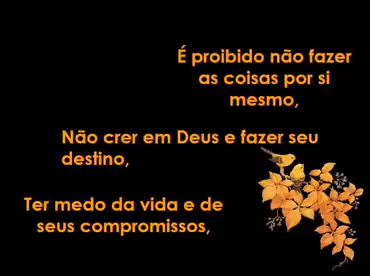 É proibido não fazer
as coisas por si
mesmo,
Não crer em Deus e fazer seu
destino,
Ter medo da vida e de
seus compromissos,